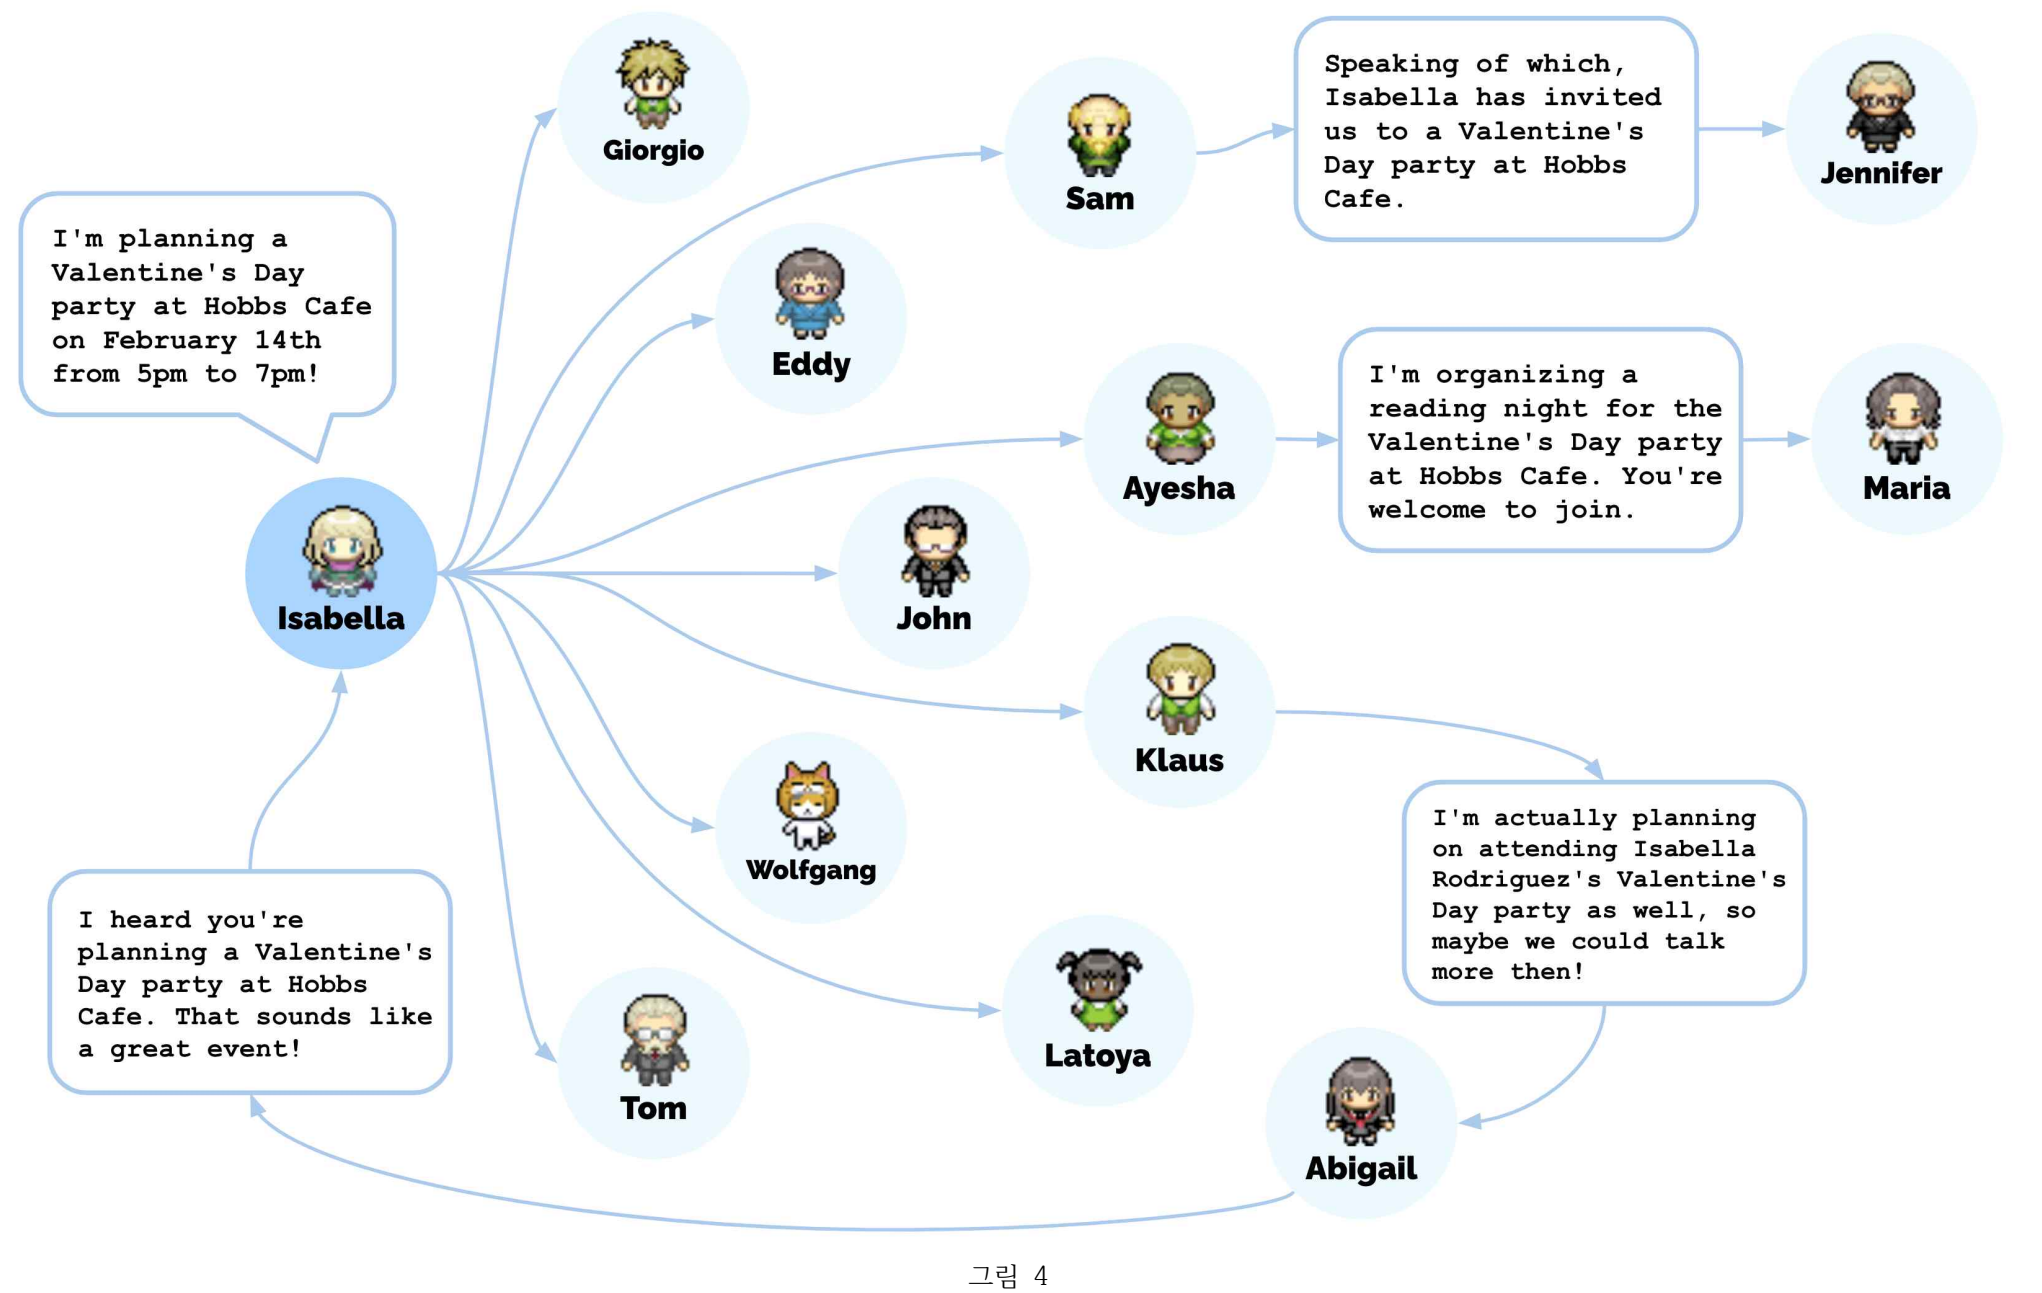 Giorgio
Sam
Speaking of which,
Isabella has invited
us to a Valentine's
Day party at Hobbs
Cafe.
Jennifer
I'm planning a
Valentine's Day
party at Hobbs Cafe
on February 14th
from 5pm to 7pm!
Eddy
Ayesha
I'm organizing a
reading night for the
Valentine's Day party
at Hobbs Cafe. You're
welcome to join.
Maria
Isabella
John
Klaus
I'm actually planning
on attending Isabella
Rodriguez's Valentine's
Day party as well, so
maybe we could talk
more then!
Wolfgang
I heard you're
planning a Valentine's
Day party at Hobbs
Cafe. That sounds like
a great event!
Latoya
Tom
Abigail
그림 4